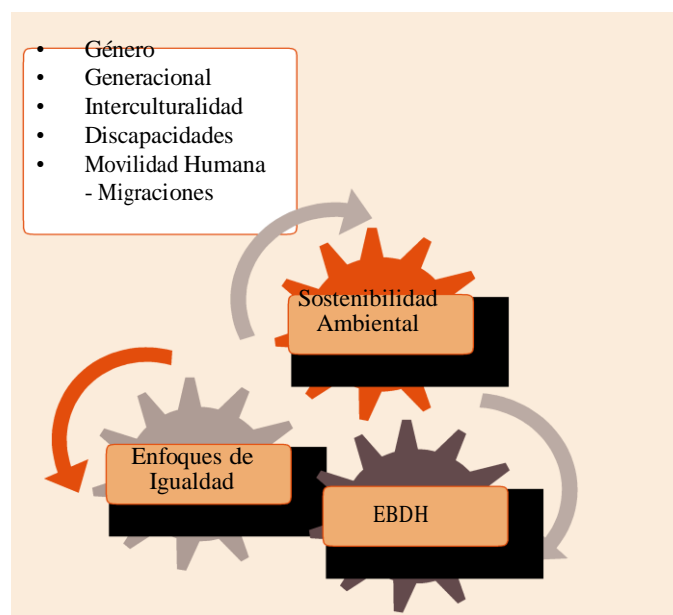 • Género
• Generacional
• Interculturalidad
• Discapacidades
• Movilidad Humana
- Migraciones
Sostenibilidad
Ambiental
Enfoques de
Igualdad
EBDH